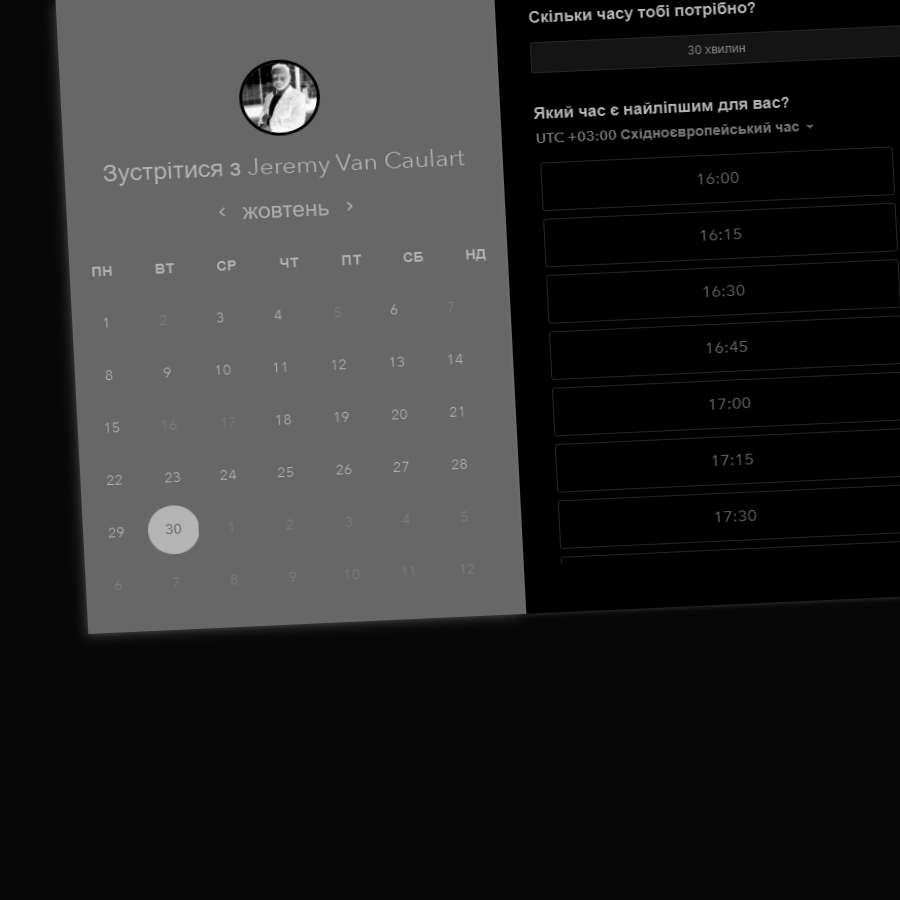 Зустрітися з Jeremy Van Caulart
‹ жовтень ›
ПН ВТ СР ЧТ ПТ СБ НД
1 2 3 4 5 6 7
8 9 10 11 12 13 14
15 16 17 18 19 20 21
22 23 24 25 26 27 28
29 30 1 2 3 4 5
6 7 8 9 10 11 12
Скільки часу тобі потрібно?
30 хвилин
Який час є найліпшим для вас?
UTC +03:00 Східноєвропейський час
16:00
16:15
16:30
16:45
17:00
17:15
17:30